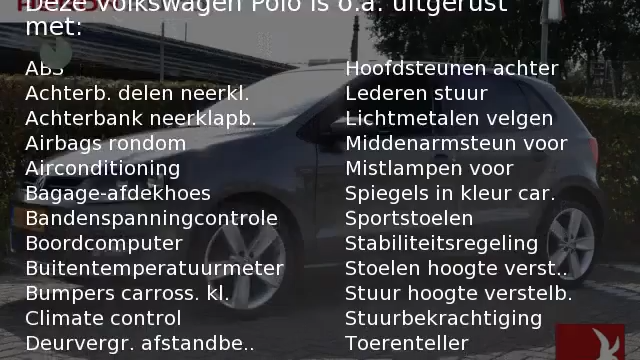 Deze Volkswagen Polo is o.a. uitgerust
met:
ABS
Achterb. delen neerkl.
Achterbank neerklapb.
Airbags rondom
Airconditioning
Bagage-afdekhoes
Bandenspanningcontrole
Boordcomputer
Buitentemperatuurmeter
Bumpers carross. kl.
Climate control
Deurvergr. afstandbe..
Hoofdsteunen achter
Lederen stuur
Lichtmetalen velgen
Middenarmsteun voor
Mistlampen voor
Spiegels in kleur car.
Sportstoelen
Stabiliteitsregeling
Stoelen hoogte verst..
Stuur hoogte verstelb.
Stuurbekrachtiging
Toerenteller